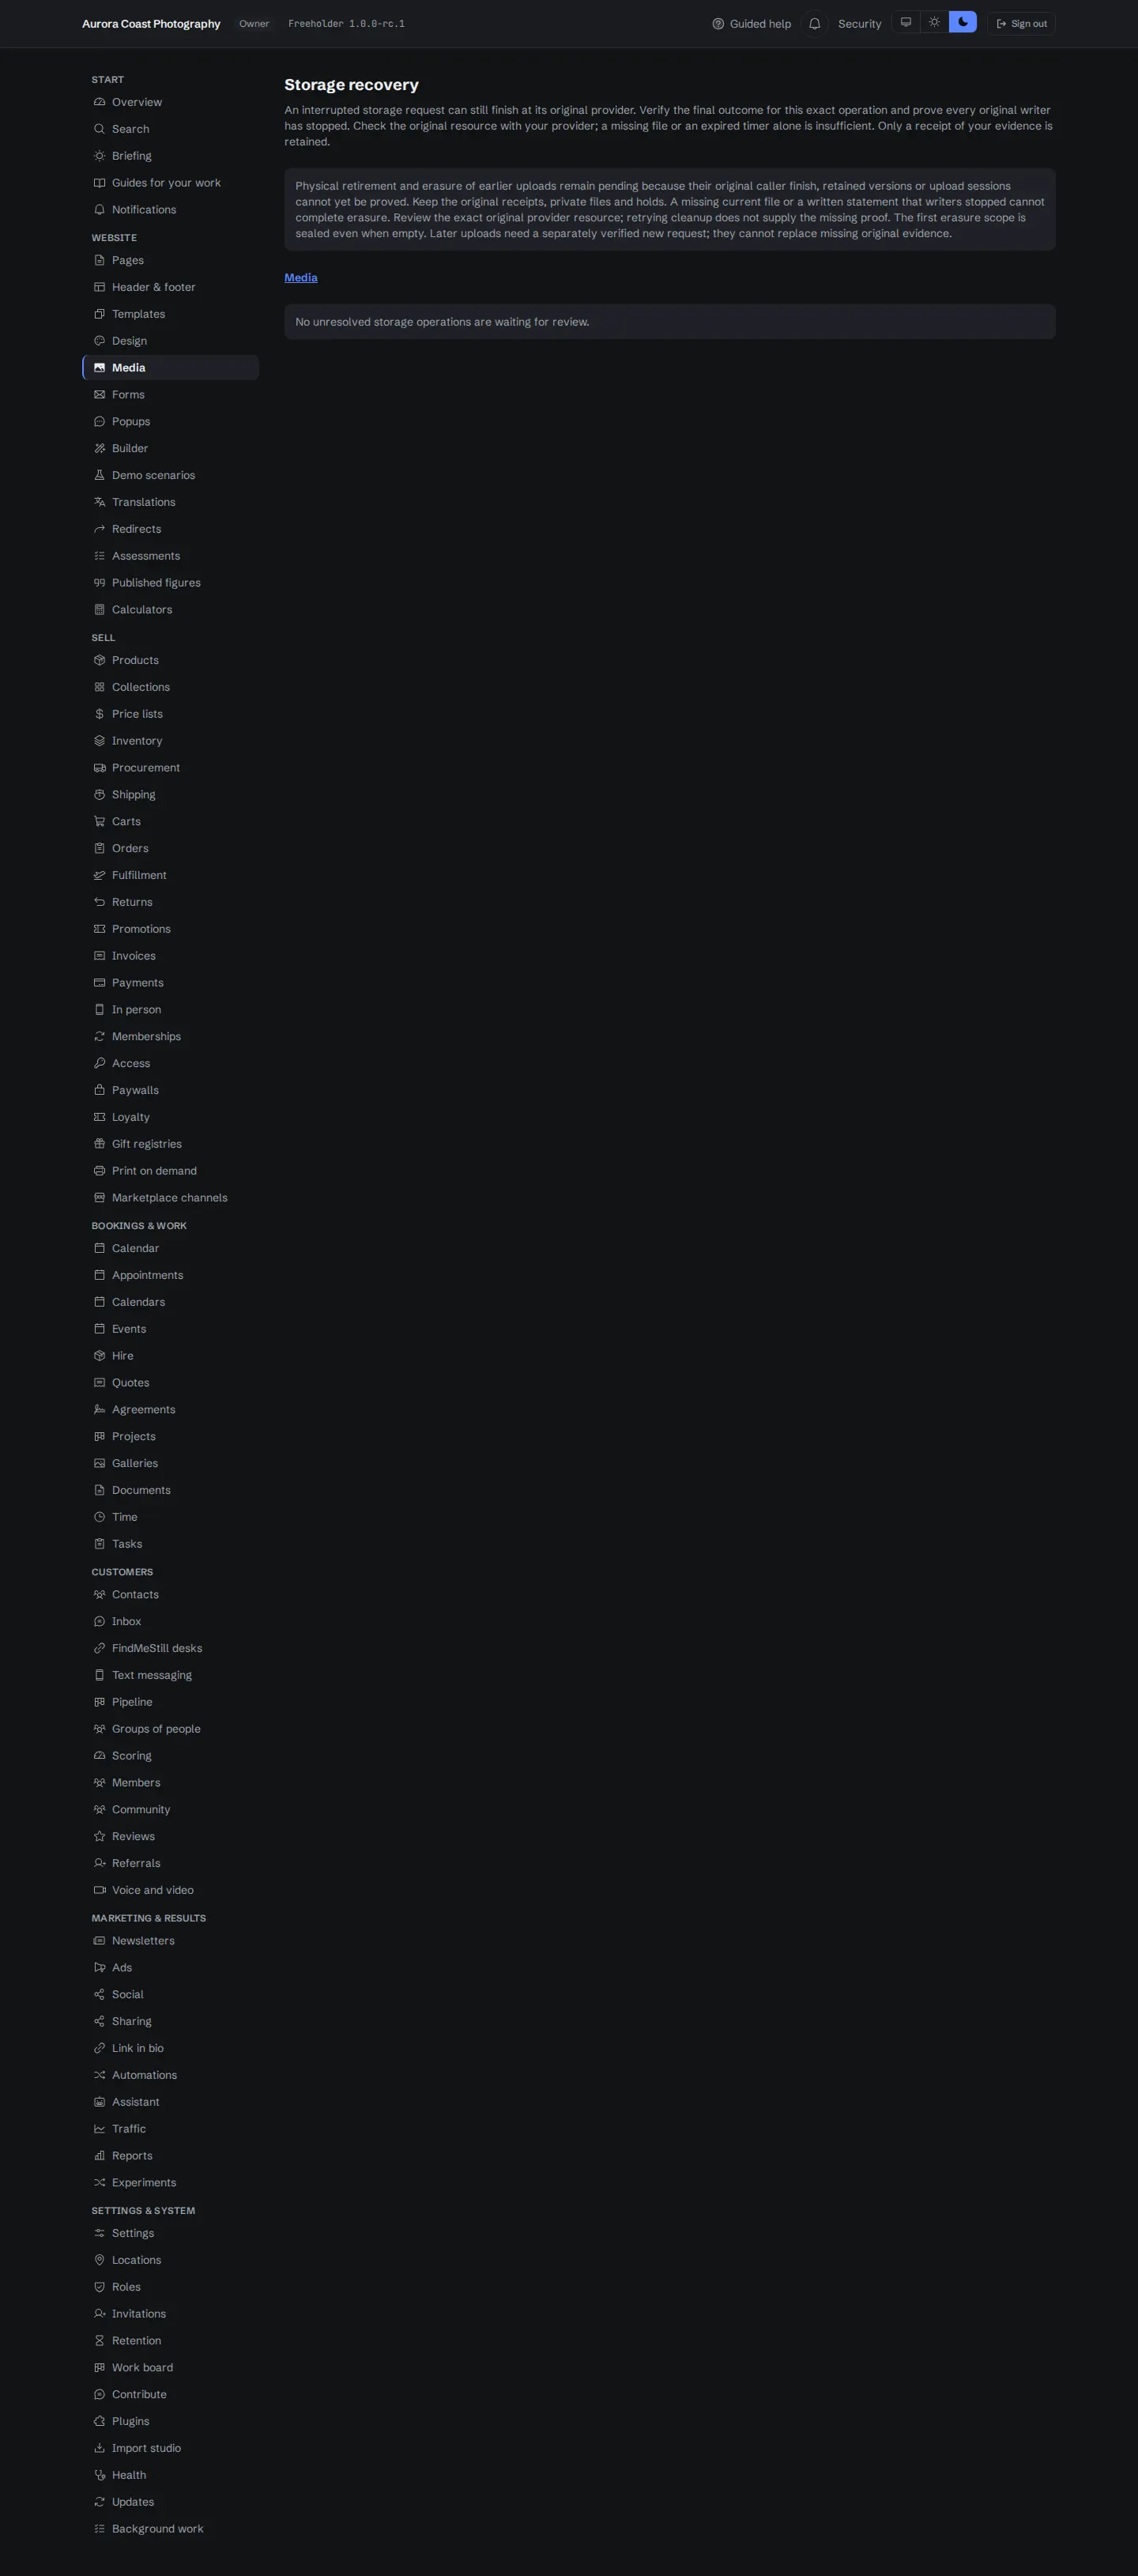 Aurora Coast Photography Owner Freeholder 1.0.0-rc.1 Guided help Security Sign out
START
Overview
Search
Briefing
Guides for your work
Notifications
WEBSITE
Pages
Header & footer
Templates
Design
Media
Forms
Popups
Builder
Demo scenarios
Translations
Redirects
Assessments
Published figures
Calculators
SELL
Products
Collections
Price lists
Inventory
Procurement
Shipping
Carts
Orders
Fulfillment
Returns
Promotions
Invoices
Payments
In person
Memberships
Access
Paywalls
Loyalty
Gift registries
Print on demand
Marketplace channels
BOOKINGS & WORK
Calendar
Appointments
Calendars
Events
Hire
Quotes
Agreements
Projects
Galleries
Documents
Time
Tasks
CUSTOMERS
Contacts
Inbox
FindMeStill desks
Text messaging
Pipeline
Groups of people
Scoring
Members
Community
Reviews
Referrals
Voice and video
MARKETING & RESULTS
Newsletters
Ads
Social
Sharing
Link in bio
Automations
Assistant
Traffic
Reports
Experiments
SETTINGS & SYSTEM
Settings
Locations
Roles
Invitations
Retention
Work board
Contribute
Plugins
Import studio
Health
Updates
Background work
Storage recovery
An interrupted storage request can still finish at its original provider. Verify the final outcome for this exact operation and prove every original writer
has stopped. Check the original resource with your provider; a missing file or an expired timer alone is insufficient. Only a receipt of your evidence is
retained.
Physical retirement and erasure of earlier uploads remain pending because their original caller finish, retained versions or upload sessions
cannot yet be proved. Keep the original receipts, private files and holds. A missing current file or a written statement that writers stopped cannot
complete erasure. Review the exact original provider resource; retrying cleanup does not supply the missing proof. The first erasure scope is
sealed even when empty. Later uploads need a separately verified new request; they cannot replace missing original evidence.
Media
No unresolved storage operations are waiting for review.